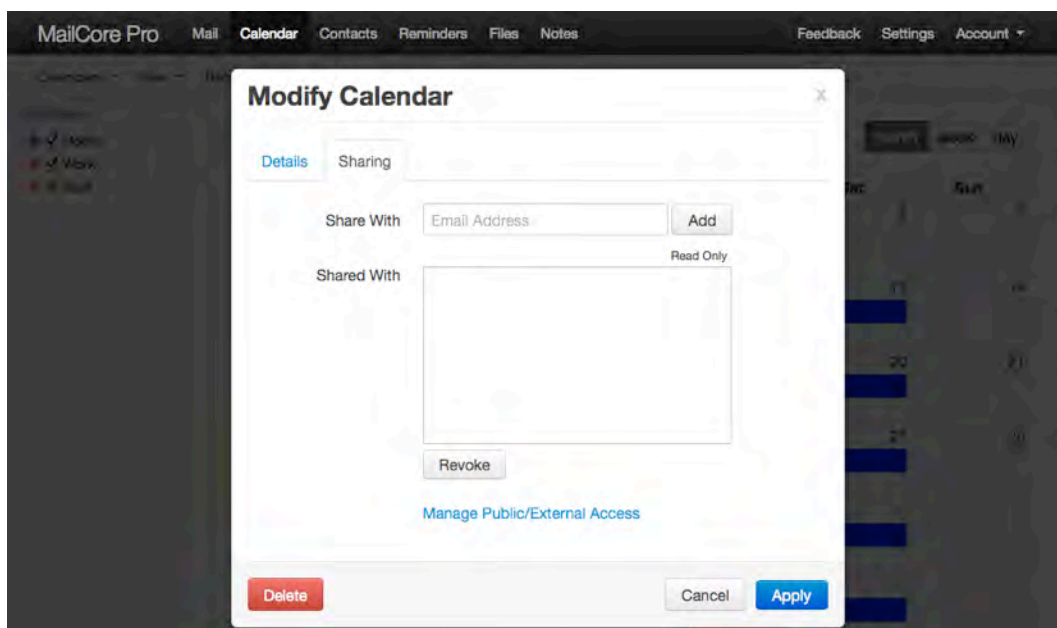 MailCore Pro Mail Calendar Contacts Reminders Files Notes Feedback Settings Account
Modify Calendar x
Details Sharing
Share With Email Address Add
Read Only
Shared With
Revoke
Manage Public/External Access
Delete Cancel Apply